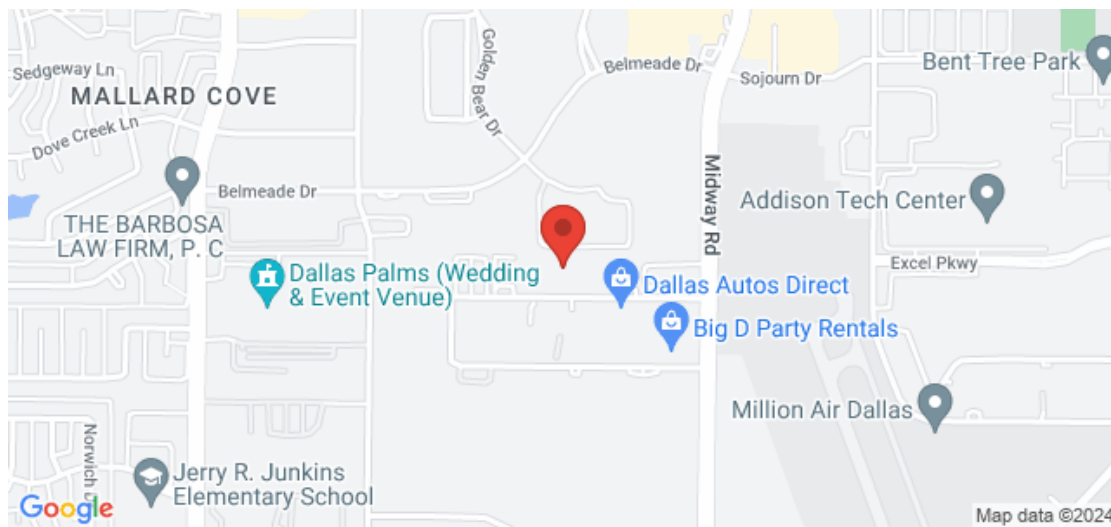 Sedgeway Ln
MALLARD COVE
Dove Creek Ln
Golden Bear Dr
Belmeade Dr
Sojourn Dr
Bent Tree Park
Belmeade Dr
THE BARBOSA
LAW FIRM, P. C
Midway Rd
Addison Tech Center
Excel Pkwy
Dallas Palms (Wedding
& Event Venue)
Dallas Autos Direct
Big D Party Rentals
Million Air Dallas
Jerry R. Junkins
Elementary School
Google
Map data ©2024